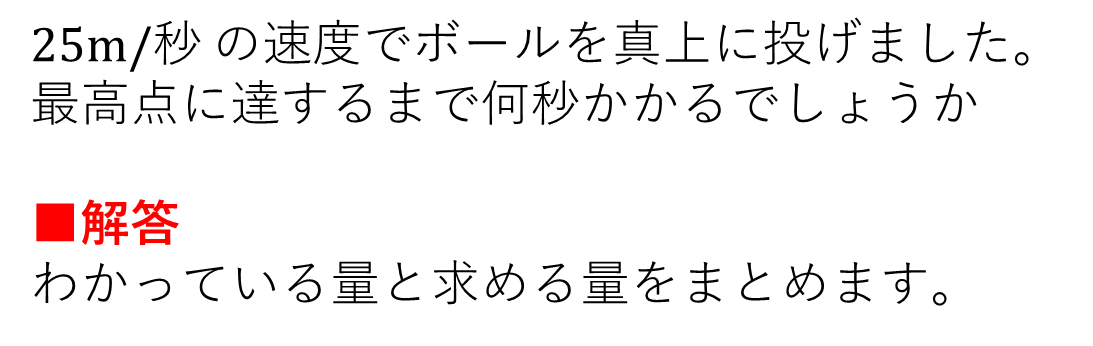 25m/秒 の速度でボールを真上に投げました。
最高点に達するまで何秒かかるでしょうか
■解答
わかっている量と求める量をまとめます。